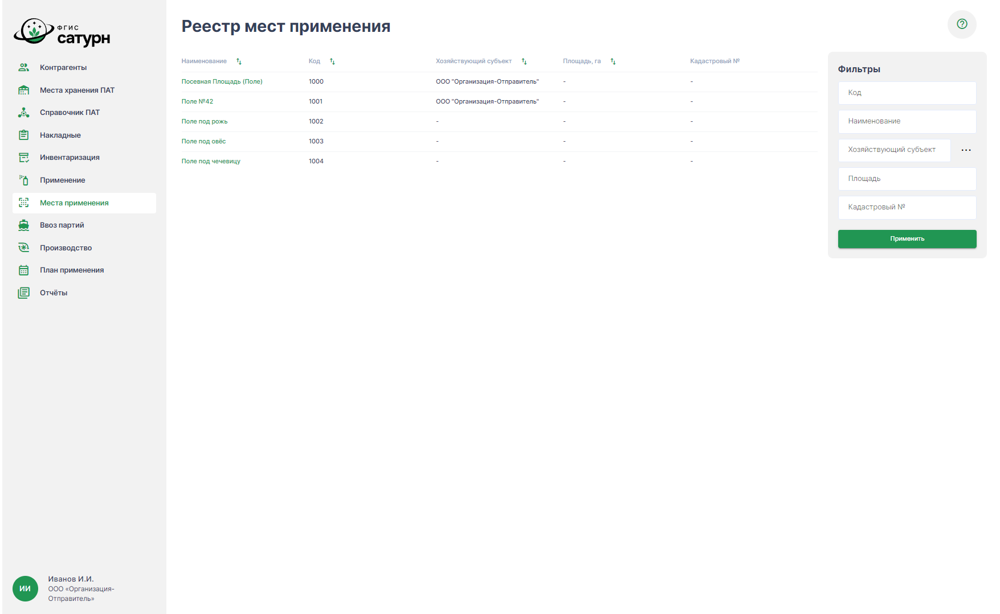 ФГИС
сатурн
Контрагенты
Места хранения ПАТ
Справочник ПАТ
Накладные
Инвентаризация
Применение
Места применения
Ввоз партий
Производство
План применения
Отчёты
ИИ
Иванов И.И.
ООО «Организация-
Отправитель»
Реестр мест применения
Наименование Код Хозяйствующий субъект Площадь, га Кадастровый №
Посевная Площадь (Поле) 1000 ООО "Организация-Отправитель" - -
Поле №42 1001 ООО "Организация-Отправитель" - -
Поле под рожь 1002 - - -
Поле под овёс 1003 - - -
Поле под чечевицу 1004 - - -
Фильтры
Код
Наименование
Хозяйствующий субъект ...
Площадь
Кадастровый №
Применить